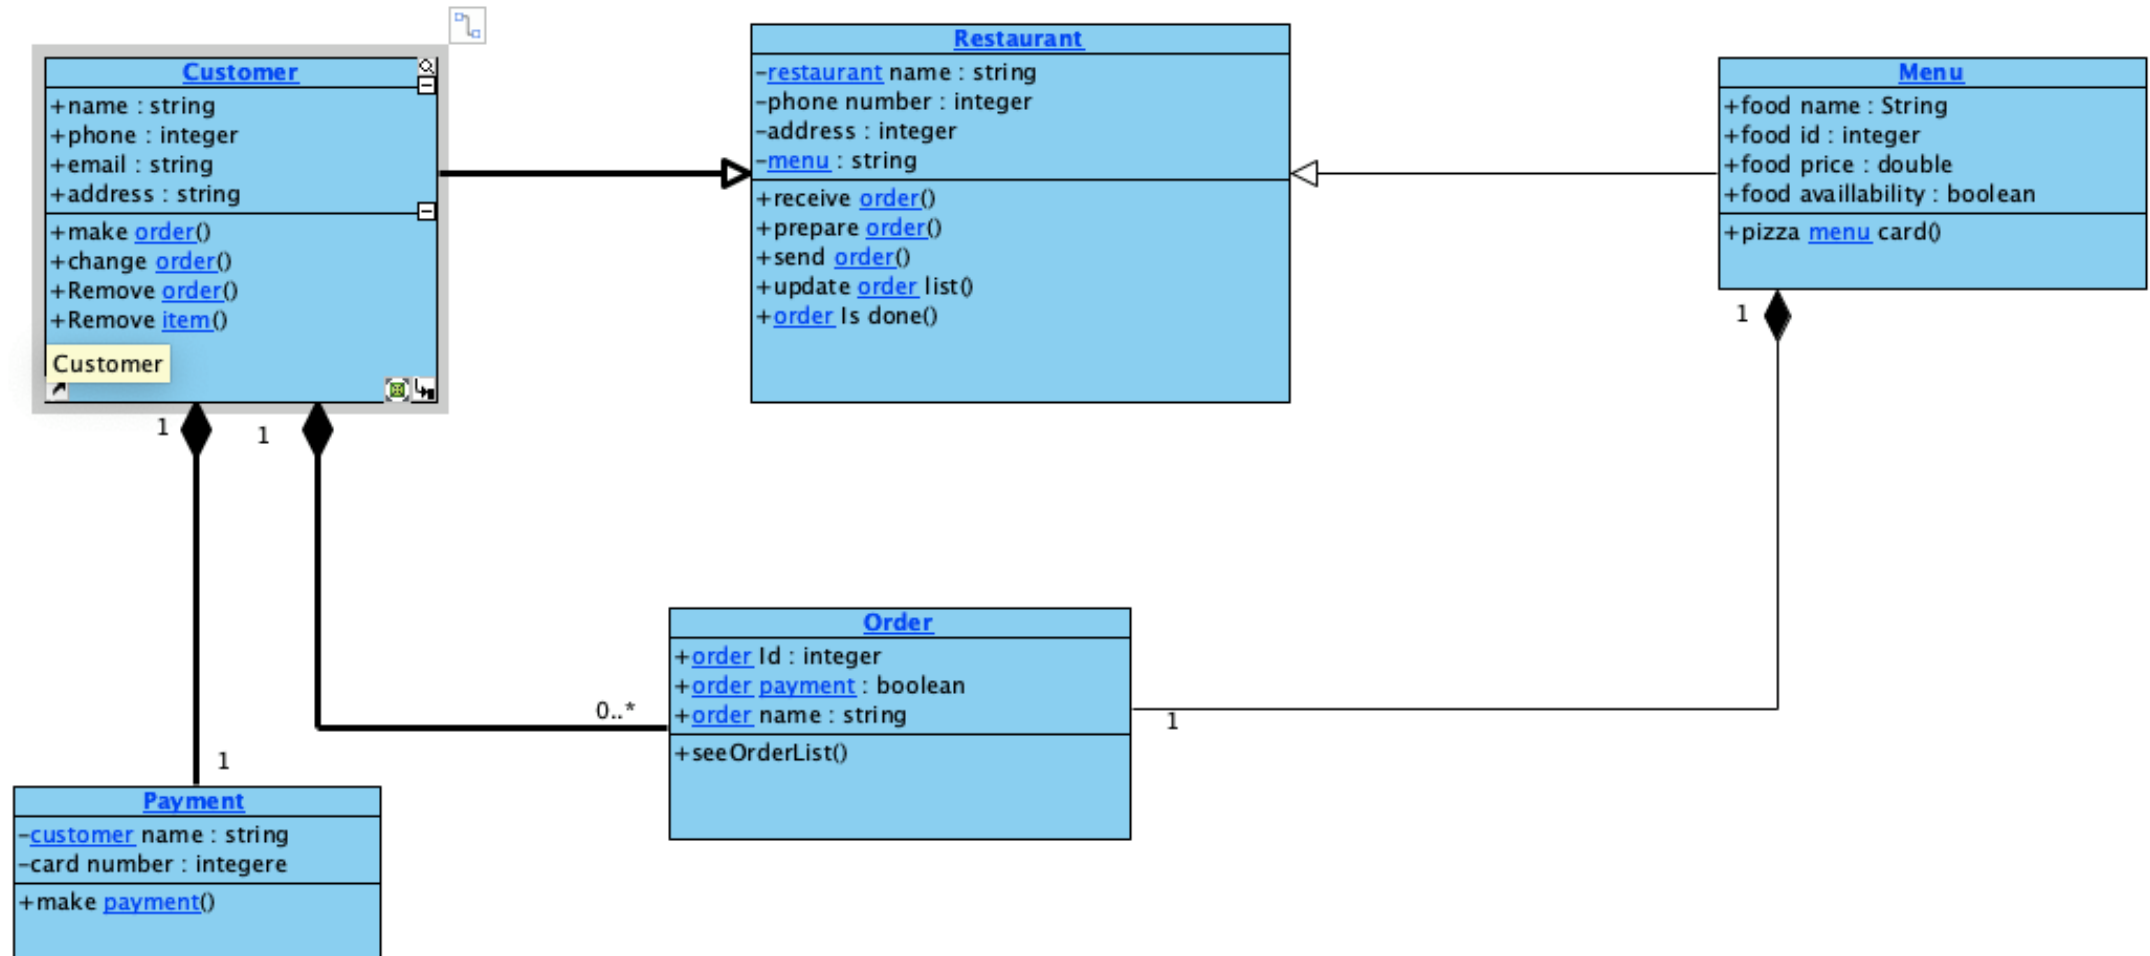 Customer
+name : string
+phone : integer
+email : string
+address : string
+make order()
+change order()
+Remove order()
+Remove item()
Customer
1
1
Restaurant
-restaurant name : string
-phone number : integer
-address : integer
-menu : string
+receive order()
+prepare order()
+send order()
+update order list()
+order Is done()
Menu
+food name : String
+food id : integer
+food price : double
+food availlability : boolean
+pizza menu card()
1
Order
+order Id : integer
+order payment : boolean
+order name : string
+seeOrderList()
0..*
1
1
Payment
-customer name : string
-card number : integere
+make payment()